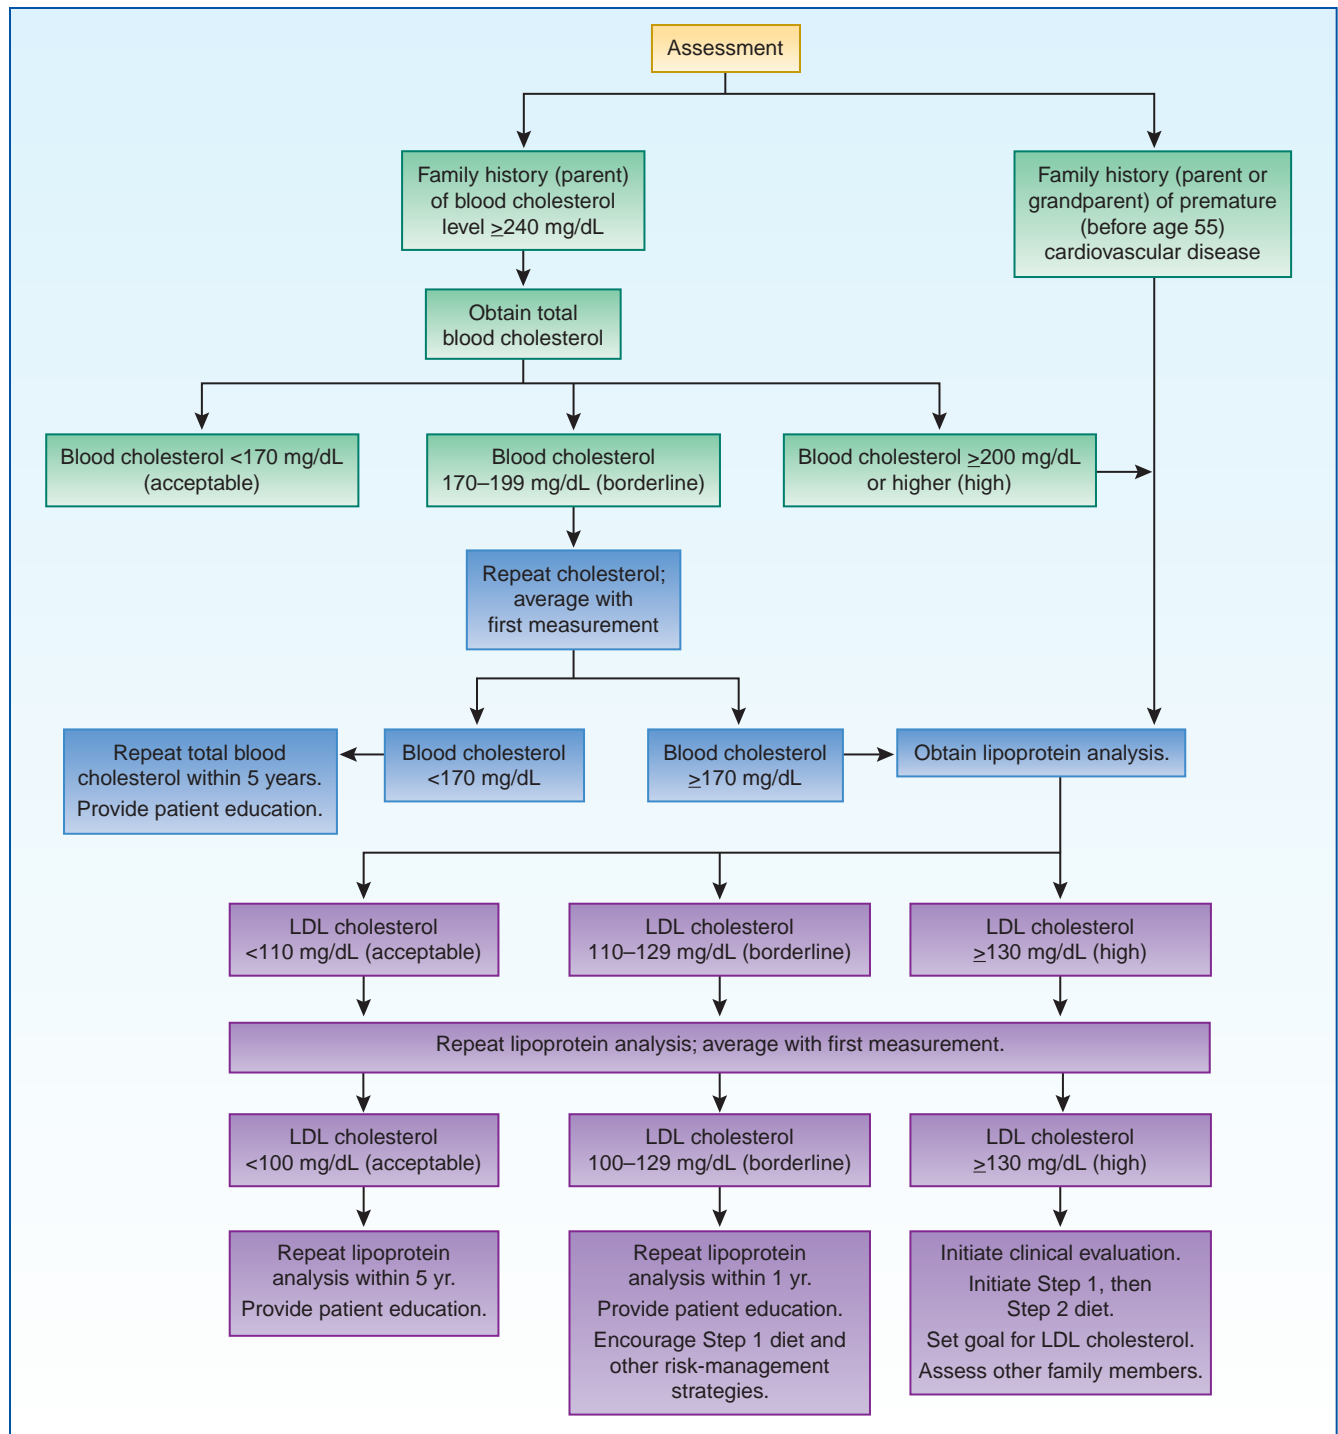 Assessment
Family history (parent)
of blood cholesterol
level ≥240 mg/dL
Family history (parent or
grandparent) of premature
(before age 55)
cardiovascular disease
Obtain total
blood cholesterol
Blood cholesterol <170 mg/dL
(acceptable)
Blood cholesterol
170–199 mg/dL (borderline)
Blood cholesterol ≥200 mg/dL
or higher (high)
Repeat cholesterol;
average with
first measurement
Repeat total blood
cholesterol within 5 years.
Provide patient education.
Blood cholesterol
<170 mg/dL
Blood cholesterol
≥170 mg/dL
Obtain lipoprotein analysis.
LDL cholesterol
<110 mg/dL (acceptable)
LDL cholesterol
110–129 mg/dL (borderline)
LDL cholesterol
≥130 mg/dL (high)
Repeat lipoprotein analysis; average with first measurement.
LDL cholesterol
<100 mg/dL (acceptable)
LDL cholesterol
100–129 mg/dL (borderline)
LDL cholesterol
≥130 mg/dL (high)
Repeat lipoprotein
analysis within 5 yr.
Provide patient education.
Repeat lipoprotein
analysis within 1 yr.
Provide patient education.
Encourage Step 1 diet and
other risk-management
strategies.
Initiate clinical evaluation.
Initiate Step 1, then
Step 2 diet.
Set goal for LDL cholesterol.
Assess other family members.